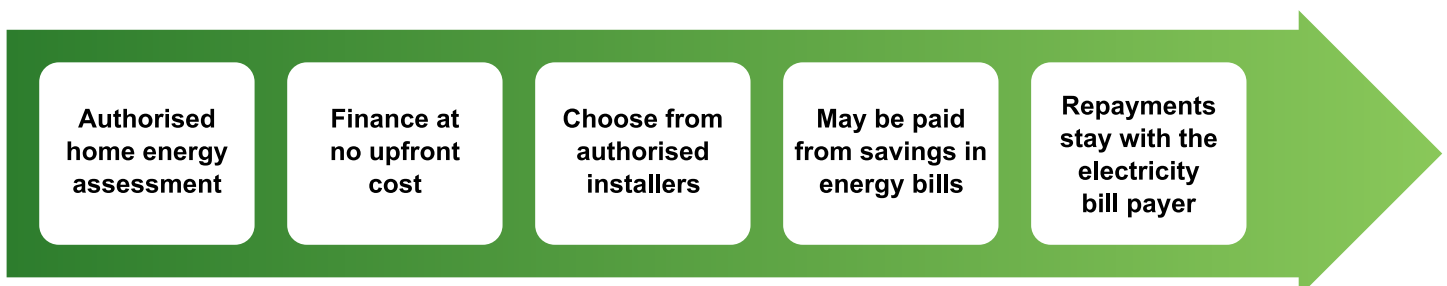 Authorised
home energy
assessment
Finance at
no upfront
cost
Choose from
authorised
installers
May be paid
from savings in
energy bills
Repayments
stay with the
electricity
bill payer